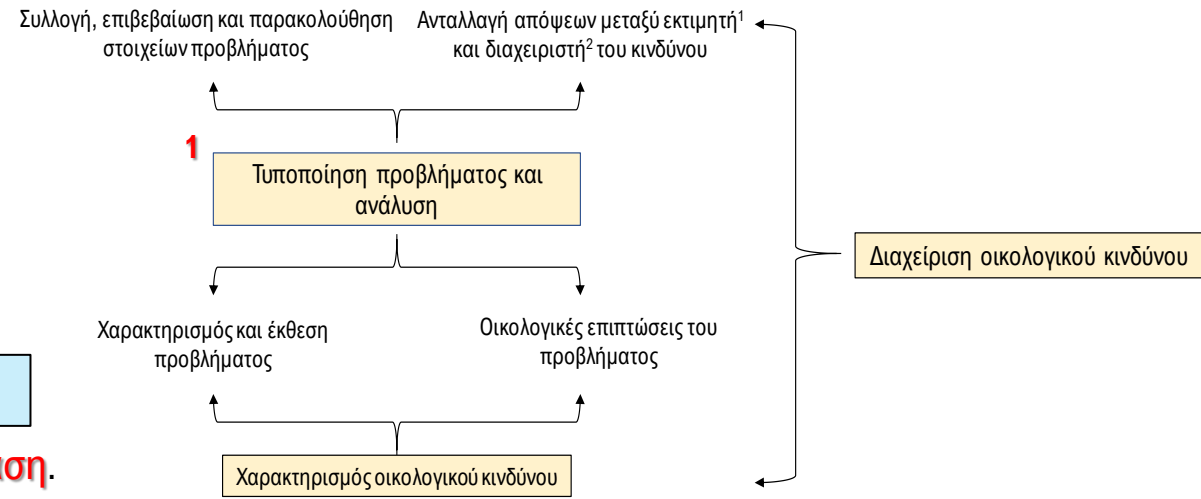 Συλλογή, επιβεβαίωση και παρακολούθηση
στοιχείων προβλήματος
Ανταλλαγή απόψεων μεταξύ εκτιμητή¹
και διαχειριστή² του κινδύνου
1
Τυποποίηση προβλήματος και
ανάλυση
Διαχείριση οικολογικού κινδύνου
Χαρακτηρισμός και έκθεση
προβλήματος
Οικολογικές επιπτώσεις του
προβλήματος
Χαρακτηρισμός οικολογικού κινδύνου